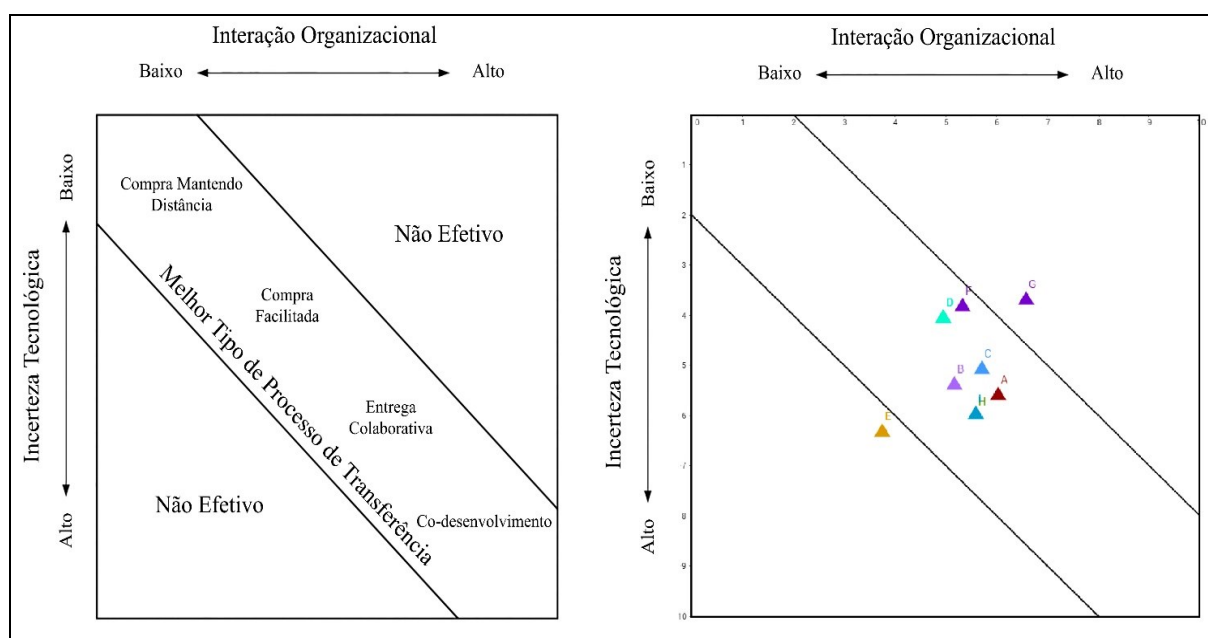 Interação Organizacional
Baixo
Alto
Incerteza Tecnológica
Baixo
Alto
Compra Mantendo
Distância
Não Efetivo
Compra
Facilitada
Melhor Tipo de Processo de Transferência
Entrega
Colaborativa
Não Efetivo
Co-desenvolvimento
Interação Organizacional
Baixo
Alto
Incerteza Tecnológica
Baixo
Alto
0 1 2 3 4 5 6 7 8 9 10
1
2
3
4
5
6
7
8
9
10
G
F
D
C
B
A
H
E